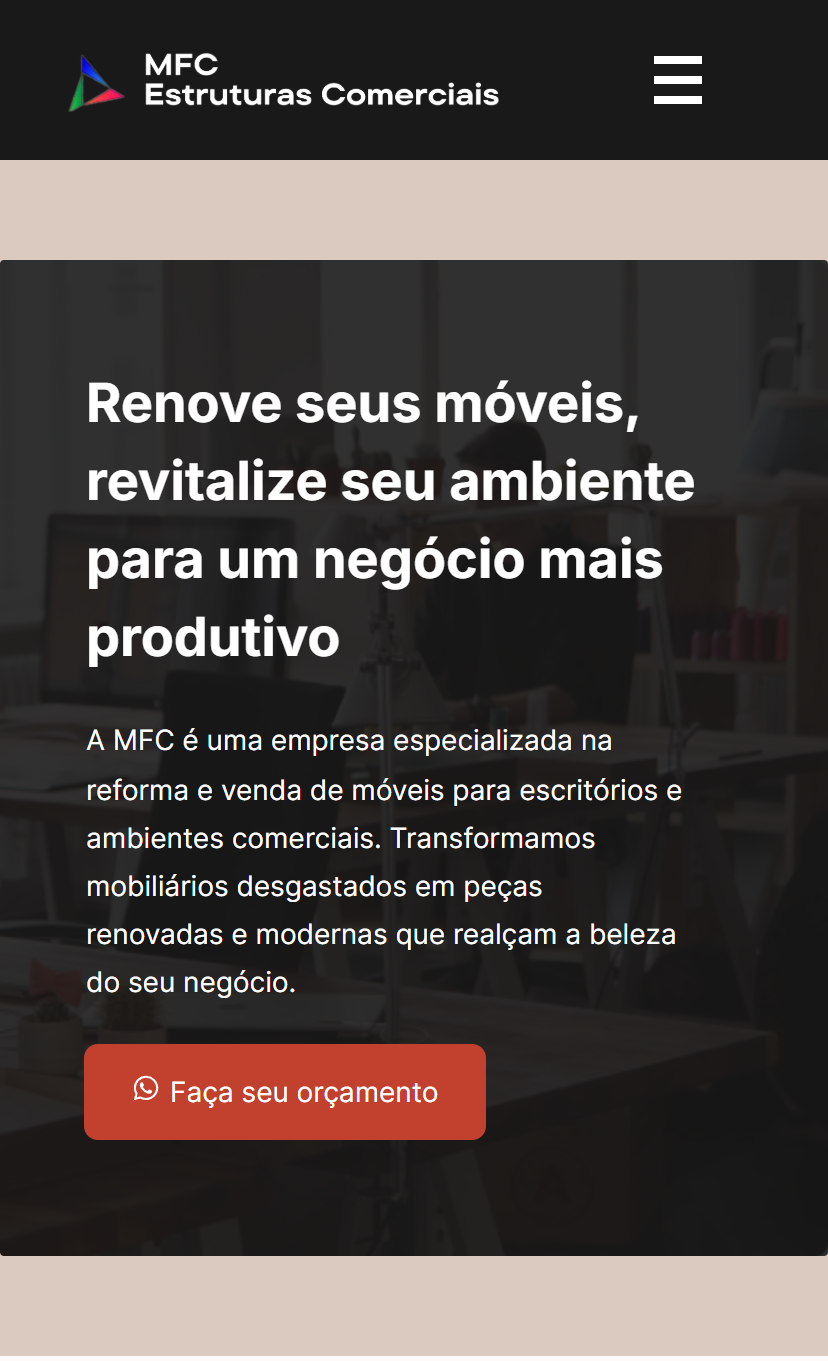 MFC
Estruturas Comerciais
Renove seus móveis,
revitalize seu ambiente
para um negócio mais
produtivo
A MFC é uma empresa especializada na
reforma e venda de móveis para escritórios e
ambientes comerciais. Transformamos
mobiliários desgastados em peças
renovadas e modernas que realçam a beleza
do seu negócio.
Faça seu orçamento